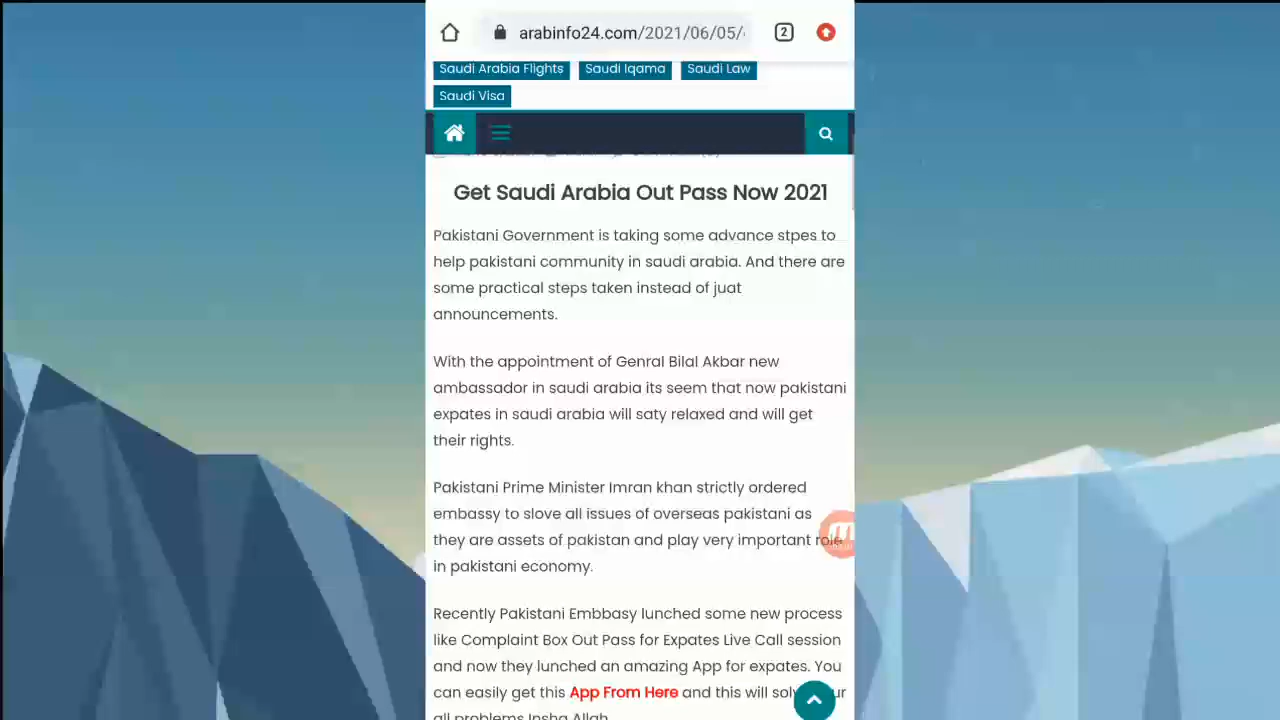 arabinfo24.com/2021/06/05/
2
Saudi Arabia Flights Saudi Iqama Saudi Law
Saudi Visa
Get Saudi Arabia Out Pass Now 2021
Pakistani Government is taking some advance stpes to
help pakistani community in saudi arabia. And there are
some practical steps taken instead of juat
announcements.
With the appointment of Genral Bilal Akbar new
ambassador in saudi arabia its seem that now pakistani
expates in saudi arabia will saty relaxed and will get
their rights.
Pakistani Prime Minister Imran khan strictly ordered
embassy to slove all issues of overseas pakistani as
they are assets of pakistan and play very important role
in pakistani economy.
Recently Pakistani Embbasy lunched some new process
like Complaint Box Out Pass for Expates Live Call session
and now they lunched an amazing App for expates. You
can easily get this App From Here and this will
all problems Insha Allah